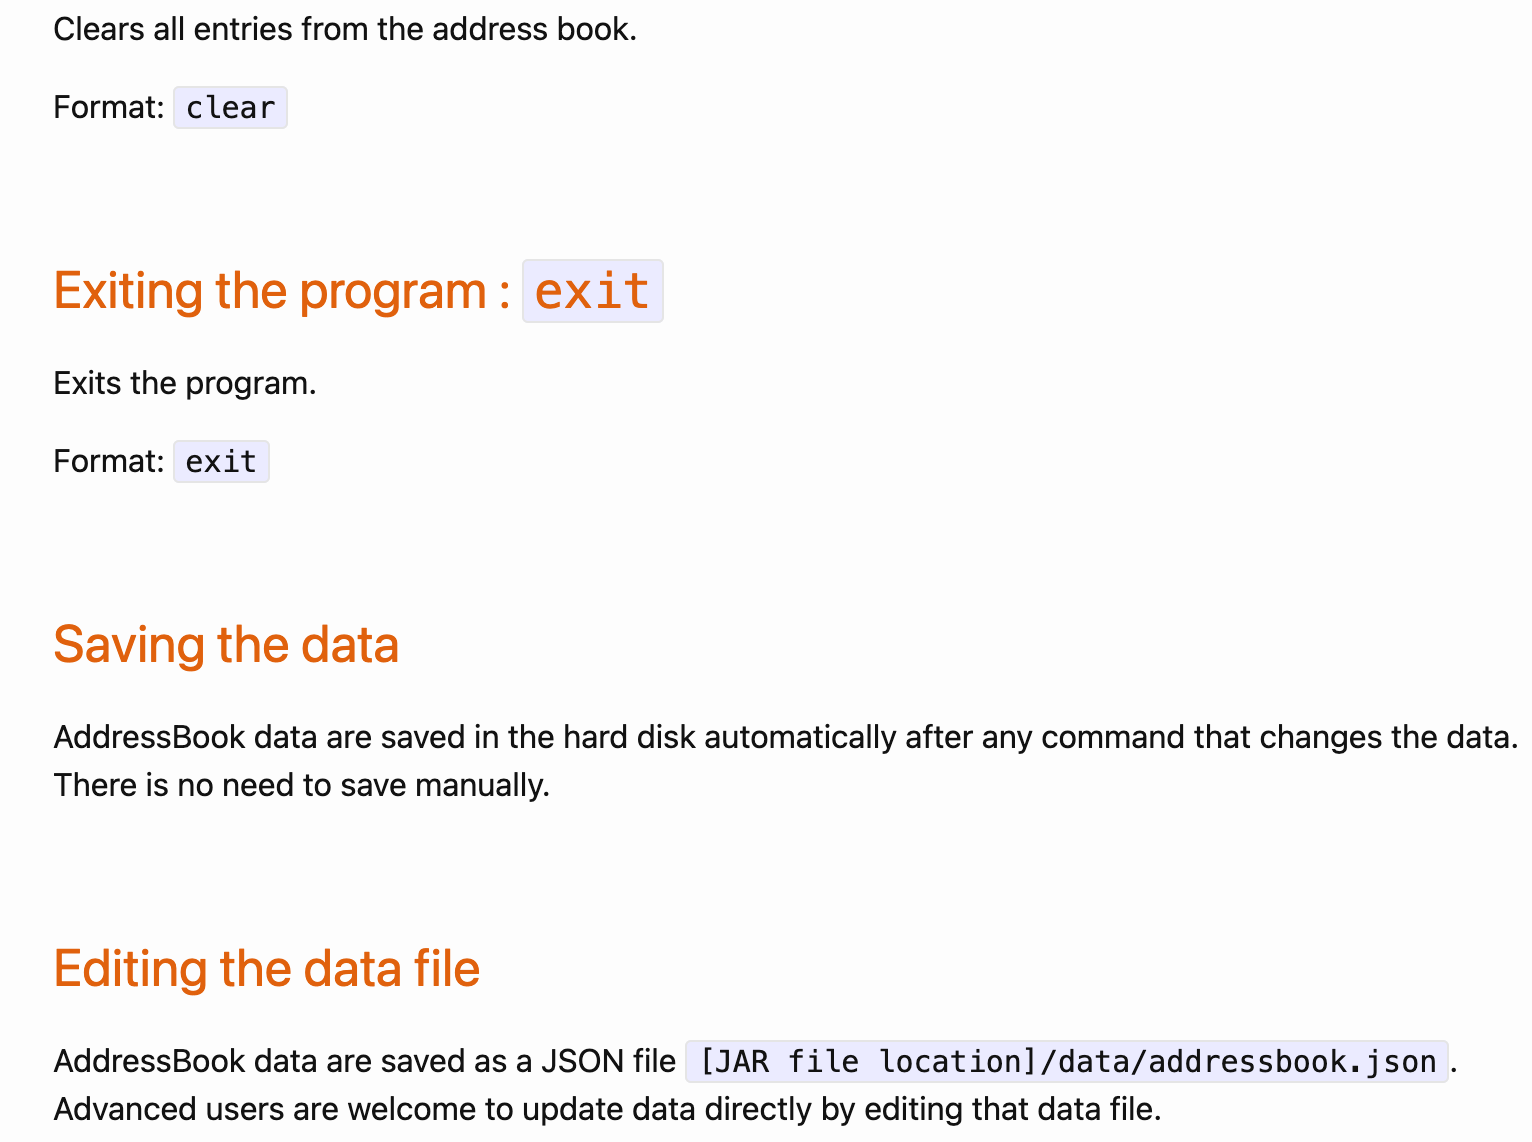 Clears all entries from the address book.
Format: clear
Exiting the program : exit
Exits the program.
Format: exit
Saving the data
AddressBook data are saved in the hard disk automatically after any command that changes the data.
There is no need to save manually.
Editing the data file
AddressBook data are saved as a JSON file [JAR file location]/data/addressbook.json.
Advanced users are welcome to update data directly by editing that data file.